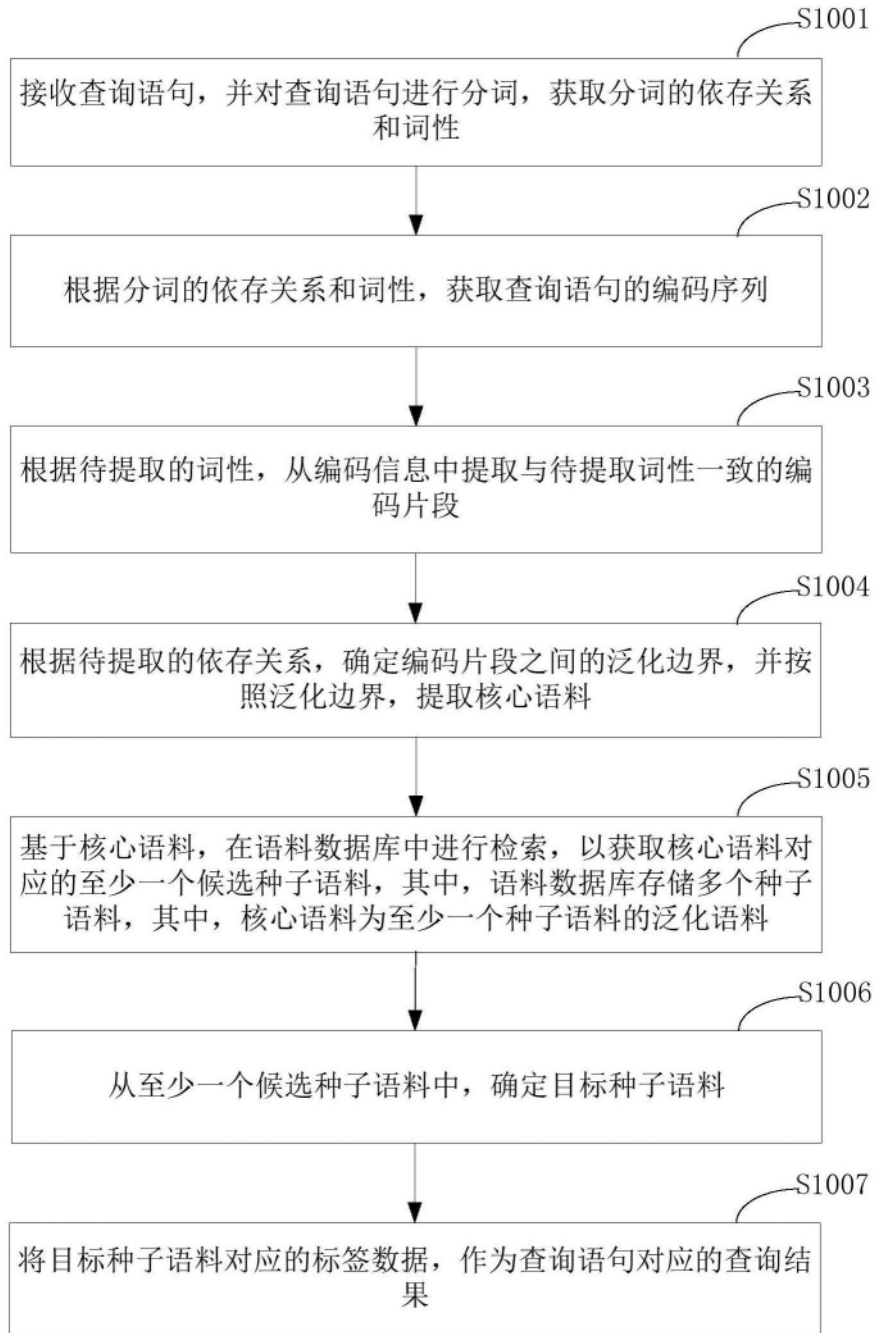 S1001
接收查询语句，并对查询语句进行分词，获取分词的依存关系
和词性
S1002
根据分词的依存关系和词性，获取查询语句的编码序列
S1003
根据待提取的词性，从编码信息中提取与待提取词性一致的编
码片段
S1004
根据待提取的依存关系，确定编码片段之间的泛化边界，并按
照泛化边界，提取核心语料
S1005
基于核心语料，在语料数据库中进行检索，以获取核心语料对
应的至少一个候选种子语料，其中，语料数据库存储多个种子
语料，其中，核心语料为至少一个种子语料的泛化语料
S1006
从至少一个候选种子语料中，确定目标种子语料
S1007
将目标种子语料对应的标签数据，作为查询语句对应的查询结
果